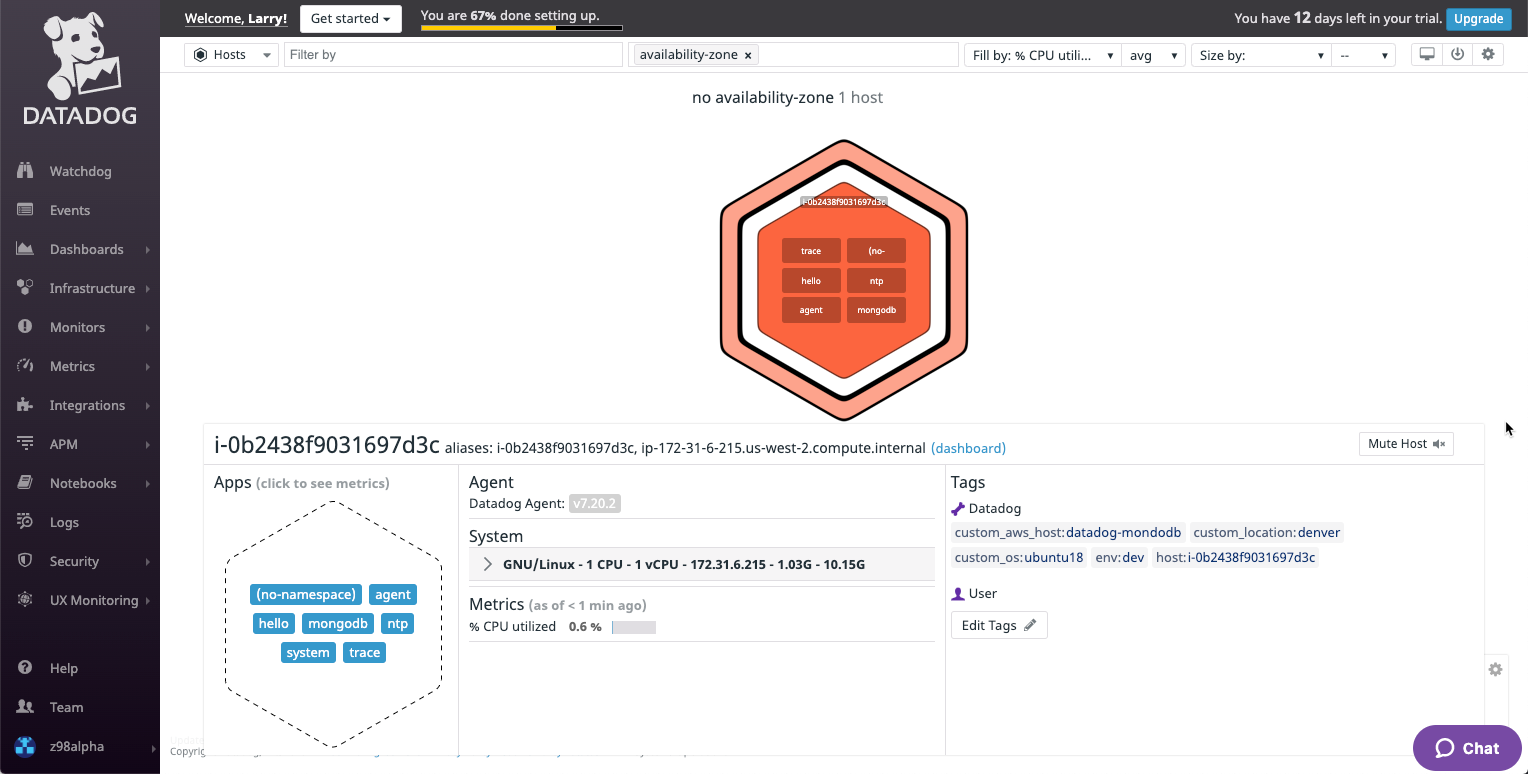 DATADOG
Welcome, Larry!
Get started
You are 67% done setting up.
You have 12 days left in your trial.
Upgrade
Hosts
Filter by
availability-zone ×
Fill by: % CPU utili...
avg
Size by:
--
no availability-zone 1 host
i-0b2438f9031697d3c
trace
(no-
hello
ntp
agent
mongodb
Watchdog
Events
Dashboards
Infrastructure
Monitors
Metrics
Integrations
APM
Notebooks
Logs
Security
UX Monitoring
Help
Team
z98alpha
i-0b2438f9031697d3c aliases: i-0b2438f9031697d3c, ip-172-31-6-215.us-west-2.compute.internal (dashboard)
Mute Host
Apps (click to see metrics)
(no-namespace) agent
hello mongodb ntp
system trace
Agent
Datadog Agent: v7.20.2
System
GNU/Linux - 1 CPU - 1 vCPU - 172.31.6.215 - 1.03G - 10.15G
Metrics (as of < 1 min ago)
% CPU utilized 0.6 %
Tags
Datadog
custom_aws_host:datadog-mondodb custom_location:denver
custom_os:ubuntu18 env:dev host:i-0b2438f9031697d3c
User
Edit Tags
Chat